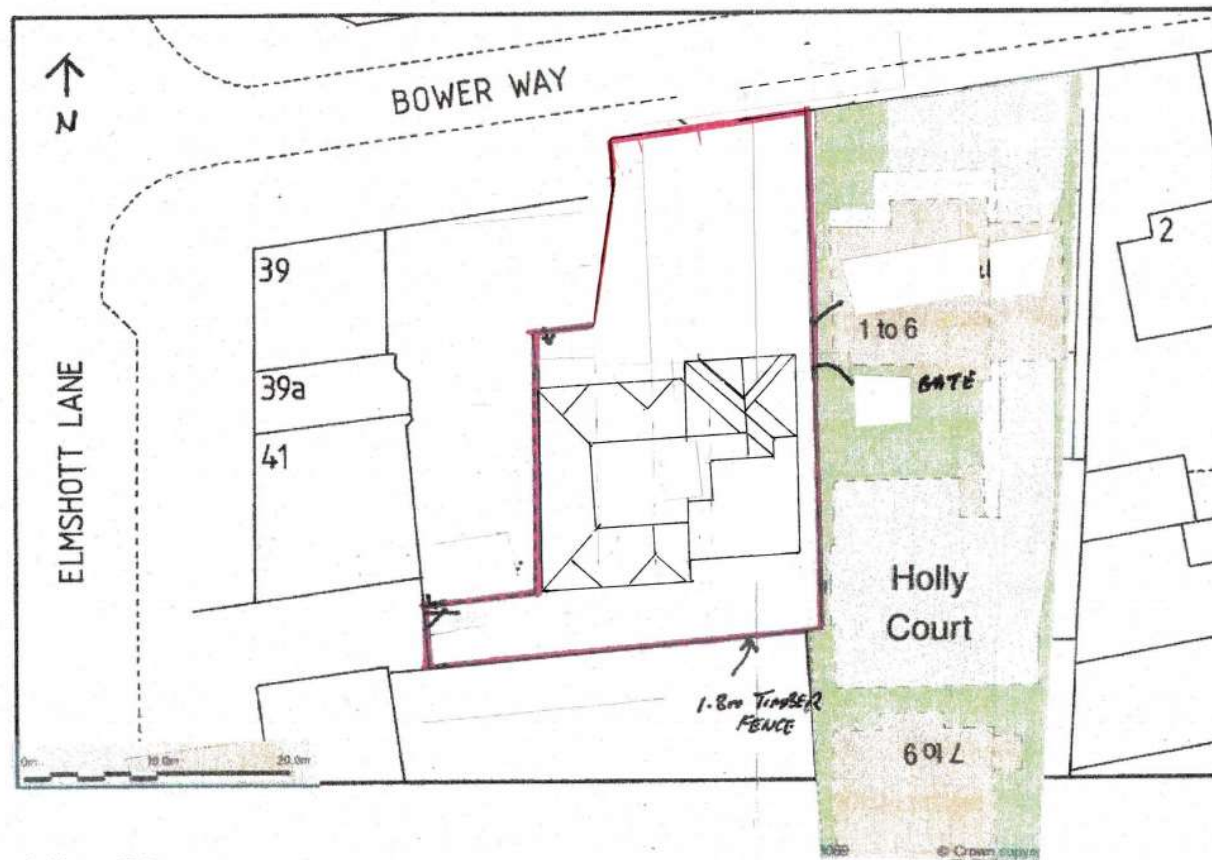 N
BOWER WAY
ELMSHOTT LANE
39
39a
41
2
1 to 6
GATE
Holly
Court
1.8m TIMBER
FENCE
7 to 9
0m 10.0m 20.0m
© Crown copyri